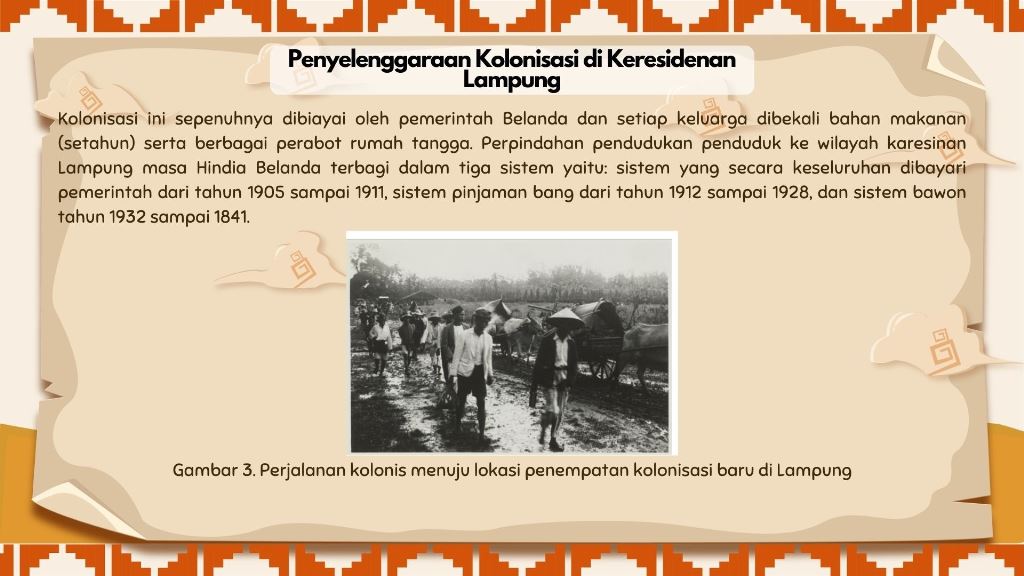 Penyelenggaraan Kolonisasi di Keresidenan
Lampung
Kolonisasi ini sepenuhnya dibiayai oleh pemerintah Belanda dan setiap keluarga dibekali bahan makanan
(setahun) serta berbagai perabot rumah tangga. Perpindahan pendudukan penduduk ke wilayah karesinan
Lampung masa Hindia Belanda terbagi dalam tiga sistem yaitu: sistem yang secara keseluruhan dibayari
pemerintah dari tahun 1905 sampai 1911, sistem pinjaman bang dari tahun 1912 sampai 1928, dan sistem bawon
tahun 1932 sampai 1841.
Gambar 3. Perjalanan kolonis menuju lokasi penempatan kolonisasi baru di Lampung